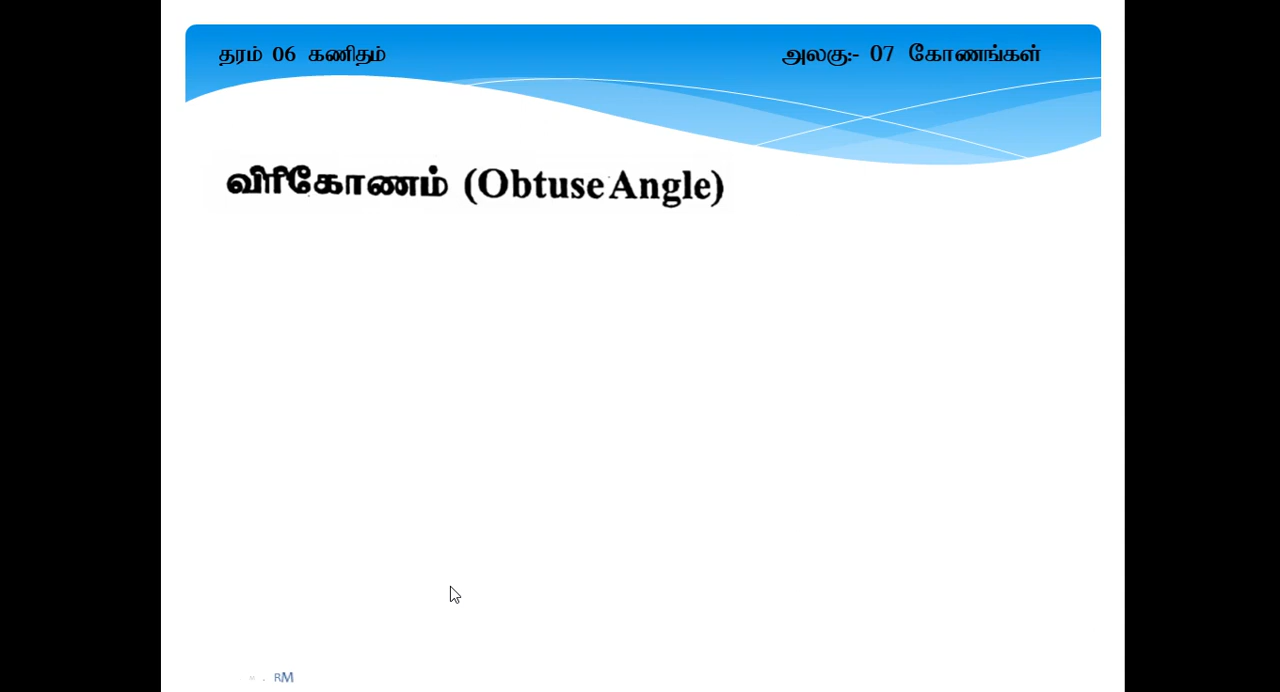 தரம் 06 கணிதம்
அலகு:- 07 கோணங்கள்
விரிகோணம் (Obtuse Angle)
M . RM